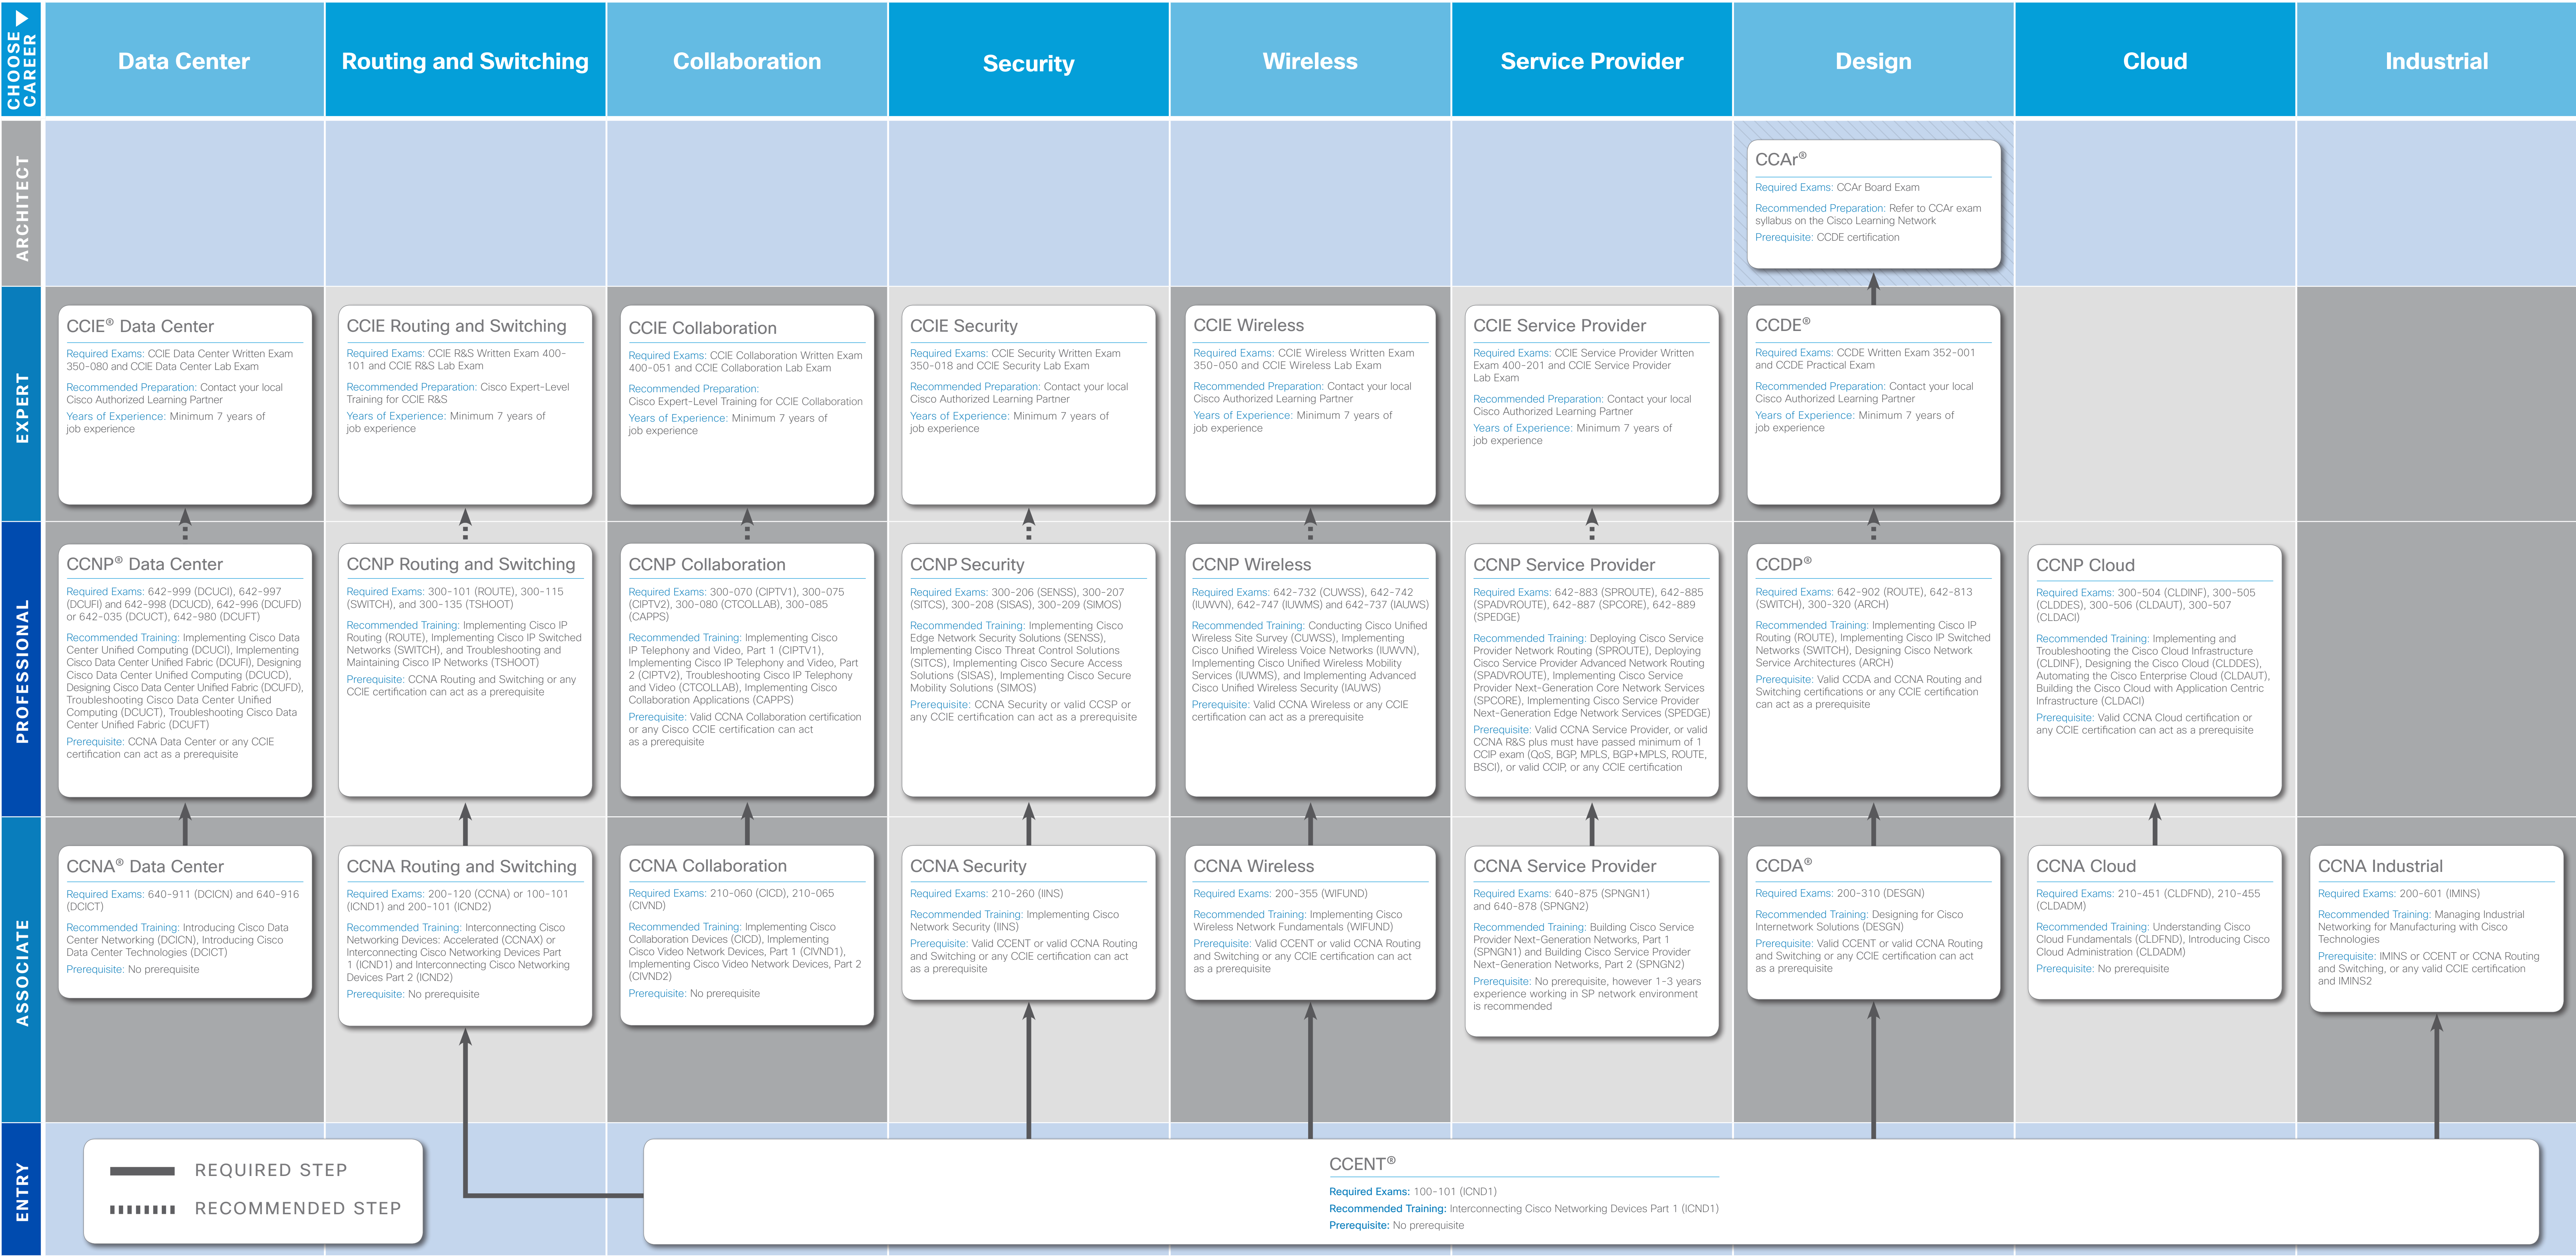 CHOOSE
CAREER
Data Center
Routing and Switching
Collaboration
Security
Wireless
Service Provider
Design
Cloud
Industrial
ARCHITECT
CCAr®
Required Exams: CCAr Board Exam
Recommended Preparation: Refer to CCAr exam
syllabus on the Cisco Learning Network
Prerequisite: CCDE certification
EXPERT
CCIE® Data Center
Required Exams: CCIE Data Center Written Exam
350-080 and CCIE Data Center Lab Exam
Recommended Preparation: Contact your local
Cisco Authorized Learning Partner
Years of Experience: Minimum 7 years of
job experience
CCIE Routing and Switching
Required Exams: CCIE R&S Written Exam 400-
101 and CCIE R&S Lab Exam
Recommended Preparation: Cisco Expert-Level
Training for CCIE R&S
Years of Experience: Minimum 7 years of
job experience
CCIE Collaboration
Required Exams: CCIE Collaboration Written Exam
400-051 and CCIE Collaboration Lab Exam
Recommended Preparation:
Cisco Expert-Level Training for CCIE Collaboration
Years of Experience: Minimum 7 years of
job experience
CCIE Security
Required Exams: CCIE Security Written Exam
350-018 and CCIE Security Lab Exam
Recommended Preparation: Contact your local
Cisco Authorized Learning Partner
Years of Experience: Minimum 7 years of
job experience
CCIE Wireless
Required Exams: CCIE Wireless Written Exam
350-050 and CCIE Wireless Lab Exam
Recommended Preparation: Contact your local
Cisco Authorized Learning Partner
Years of Experience: Minimum 7 years of
job experience
CCIE Service Provider
Required Exams: CCIE Service Provider Written
Exam 400-201 and CCIE Service Provider
Lab Exam
Recommended Preparation: Contact your local
Cisco Authorized Learning Partner
Years of Experience: Minimum 7 years of
job experience
CCDE®
Required Exams: CCDE Written Exam 352-001
and CCDE Practical Exam
Recommended Preparation: Contact your local
Cisco Authorized Learning Partner
Years of Experience: Minimum 7 years of
job experience
PROFESSIONAL
CCNP® Data Center
Required Exams: 642-999 (DCUCI), 642-997
(DCUFI) and 642-998 (DCUCD), 642-996 (DCUFD)
or 642-035 (DCUCT), 642-980 (DCUFT)
Recommended Training: Implementing Cisco Data
Center Unified Computing (DCUCI), Implementing
Cisco Data Center Unified Fabric (DCUFI), Designing
Cisco Data Center Unified Computing (DCUCD),
Designing Cisco Data Center Unified Fabric (DCUFD),
Troubleshooting Cisco Data Center Unified
Computing (DCUCT), Troubleshooting Cisco Data
Center Unified Fabric (DCUFT)
Prerequisite: CCNA Data Center or any CCIE
certification can act as a prerequisite
CCNP Routing and Switching
Required Exams: 300-101 (ROUTE), 300-115
(SWITCH), and 300-135 (TSHOOT)
Recommended Training: Implementing Cisco IP
Routing (ROUTE), Implementing Cisco IP Switched
Networks (SWITCH), and Troubleshooting and
Maintaining Cisco IP Networks (TSHOOT)
Prerequisite: CCNA Routing and Switching or any
CCIE certification can act as a prerequisite
CCNP Collaboration
Required Exams: 300-070 (CIPTV1), 300-075
(CIPTV2), 300-080 (CTCOLLAB), 300-085
(CAPPS)
Recommended Training: Implementing Cisco
IP Telephony and Video, Part 1 (CIPTV1),
Implementing Cisco IP Telephony and Video, Part
2 (CIPTV2), Troubleshooting Cisco IP Telephony
and Video (CTCOLLAB), Implementing Cisco
Collaboration Applications (CAPPS)
Prerequisite: Valid CCNA Collaboration certification
or any Cisco CCIE certification can act
as a prerequisite
CCNP Security
Required Exams: 300-206 (SENSS), 300-207
(SITCS), 300-208 (SISAS), 300-209 (SIMOS)
Recommended Training: Implementing Cisco
Edge Network Security Solutions (SENSS),
Implementing Cisco Threat Control Solutions
(SITCS), Implementing Cisco Secure Access
Solutions (SISAS), Implementing Cisco Secure
Mobility Solutions (SIMOS)
Prerequisite: CCNA Security or valid CCSP or
any CCIE certification can act as a prerequisite
CCNP Wireless
Required Exams: 642-732 (CUWSS), 642-742
(IUWVN), 642-747 (IUWMS) and 642-737 (IAUWS)
Recommended Training: Conducting Cisco Unified
Wireless Site Survey (CUWSS), Implementing
Cisco Unified Wireless Voice Networks (IUWVN),
Implementing Cisco Unified Wireless Mobility
Services (IUWMS), and Implementing Advanced
Cisco Unified Wireless Security (IAUWS)
Prerequisite: Valid CCNA Wireless or any CCIE
certification can act as a prerequisite
CCNP Service Provider
Required Exams: 642-883 (SPROUTE), 642-885
(SPADVROUTE), 642-887 (SPCORE), 642-889
(SPEDGE)
Recommended Training: Deploying Cisco Service
Provider Network Routing (SPROUTE), Deploying
Cisco Service Provider Advanced Network Routing
(SPADVROUTE), Implementing Cisco Service
Provider Next-Generation Core Network Services
(SPCORE), Implementing Cisco Service Provider
Next-Generation Edge Network Services (SPEDGE)
Prerequisite: Valid CCNA Service Provider, or valid
CCNA R&S plus must have passed minimum of 1
CCIP exam (QoS, BGP, MPLS, BGP+MPLS, ROUTE,
BSCI), or valid CCIP, or any CCIE certification
CCDP®
Required Exams: 642-902 (ROUTE), 642-813
(SWITCH), 300-320 (ARCH)
Recommended Training: Implementing Cisco IP
Routing (ROUTE), Implementing Cisco IP Switched
Networks (SWITCH), Designing Cisco Network
Service Architectures (ARCH)
Prerequisite: Valid CCDA and CCNA Routing and
Switching certifications or any CCIE certification
can act as a prerequisite
CCNP Cloud
Required Exams: 300-504 (CLDINF), 300-505
(CLDDES), 300-506 (CLDAUT), 300-507
(CLDACI)
Recommended Training: Implementing and
Troubleshooting the Cisco Cloud Infrastructure
(CLDINF), Designing the Cisco Cloud (CLDDES),
Automating the Cisco Enterprise Cloud (CLDAUT),
Building the Cisco Cloud with Application Centric
Infrastructure (CLDACI)
Prerequisite: Valid CCNA Cloud certification or
any CCIE certification can act as a prerequisite
ASSOCIATE
CCNA® Data Center
Required Exams: 640-911 (DCICN) and 640-916
(DCICT)
Recommended Training: Introducing Cisco Data
Center Networking (DCICN), Introducing Cisco
Data Center Technologies (DCICT)
Prerequisite: No prerequisite
CCNA Routing and Switching
Required Exams: 200-120 (CCNA) or 100-101
(ICND1) and 200-101 (ICND2)
Recommended Training: Interconnecting Cisco
Networking Devices: Accelerated (CCNAX) or
Interconnecting Cisco Networking Devices Part
1 (ICND1) and Interconnecting Cisco Networking
Devices Part 2 (ICND2)
Prerequisite: No prerequisite
CCNA Collaboration
Required Exams: 210-060 (CICD), 210-065
(CIVND)
Recommended Training: Implementing Cisco
Collaboration Devices (CICD), Implementing
Cisco Video Network Devices, Part 1 (CIVND1),
Implementing Cisco Video Network Devices, Part 2
(CIVND2)
Prerequisite: No prerequisite
CCNA Security
Required Exams: 210-260 (IINS)
Recommended Training: Implementing Cisco
Network Security (IINS)
Prerequisite: Valid CCENT or valid CCNA Routing
and Switching or any CCIE certification can act
as a prerequisite
CCNA Wireless
Required Exams: 200-355 (WIFUND)
Recommended Training: Implementing Cisco
Wireless Network Fundamentals (WIFUND)
Prerequisite: Valid CCENT or valid CCNA Routing
and Switching or any CCIE certification can act
as a prerequisite
CCNA Service Provider
Required Exams: 640-875 (SPNGN1)
and 640-878 (SPNGN2)
Recommended Training: Building Cisco Service
Provider Next-Generation Networks, Part 1
(SPNGN1) and Building Cisco Service Provider
Next-Generation Networks, Part 2 (SPNGN2)
Prerequisite: No prerequisite, however 1-3 years
experience working in SP network environment
is recommended
CCDA®
Required Exams: 200-310 (DESGN)
Recommended Training: Designing for Cisco
Internetwork Solutions (DESGN)
Prerequisite: Valid CCENT or valid CCNA Routing
and Switching or any CCIE certification can act
as a prerequisite
CCNA Cloud
Required Exams: 210-451 (CLDFND), 210-455
(CLDADM)
Recommended Training: Understanding Cisco
Cloud Fundamentals (CLDFND), Introducing Cisco
Cloud Administration (CLDADM)
Prerequisite: No prerequisite
CCNA Industrial
Required Exams: 200-601 (IMINS)
Recommended Training: Managing Industrial
Networking for Manufacturing with Cisco
Technologies
Prerequisite: IMINS or CCENT or CCNA Routing
and Switching, or any valid CCIE certification
and IMINS2
ENTRY
REQUIRED STEP
RECOMMENDED STEP
CCENT®
Required Exams: 100-101 (ICND1)
Recommended Training: Interconnecting Cisco Networking Devices Part 1 (ICND1)
Prerequisite: No prerequisite